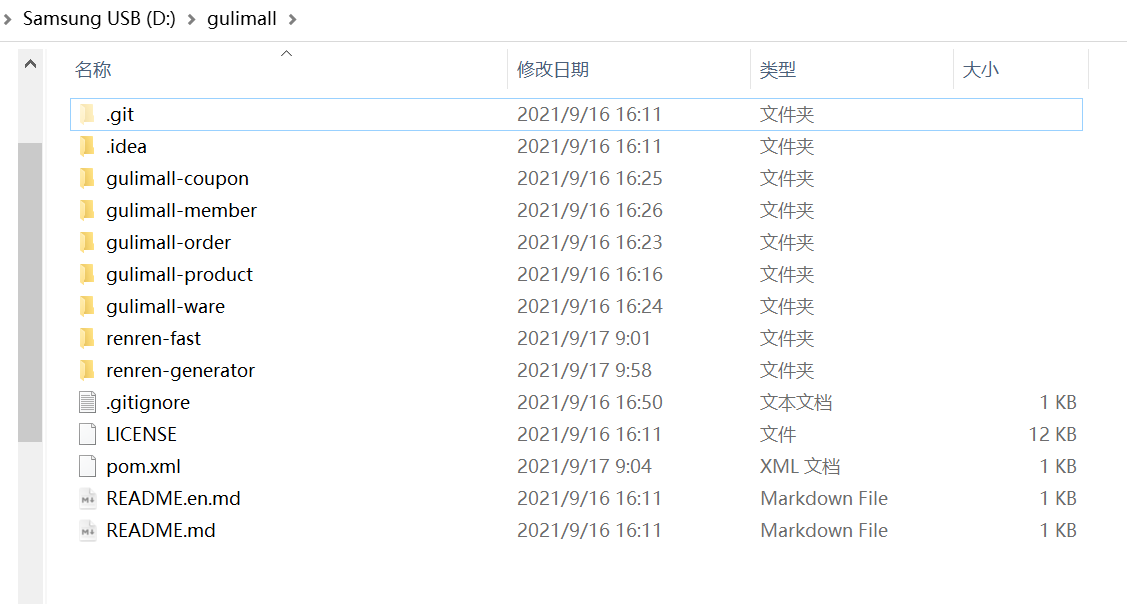 Samsung USB (D:) > gulimall >
名称 修改日期 类型 大小
.git 2021/9/16 16:11 文件夹
.idea 2021/9/16 16:11 文件夹
gulimall-coupon 2021/9/16 16:25 文件夹
gulimall-member 2021/9/16 16:26 文件夹
gulimall-order 2021/9/16 16:23 文件夹
gulimall-product 2021/9/16 16:16 文件夹
gulimall-ware 2021/9/16 16:24 文件夹
renren-fast 2021/9/17 9:01 文件夹
renren-generator 2021/9/17 9:58 文件夹
.gitignore 2021/9/16 16:50 文本文档 1 KB
LICENSE 2021/9/16 16:11 文件 12 KB
pom.xml 2021/9/17 9:04 XML 文档 1 KB
README.en.md 2021/9/16 16:11 Markdown File 1 KB
README.md 2021/9/16 16:11 Markdown File 1 KB